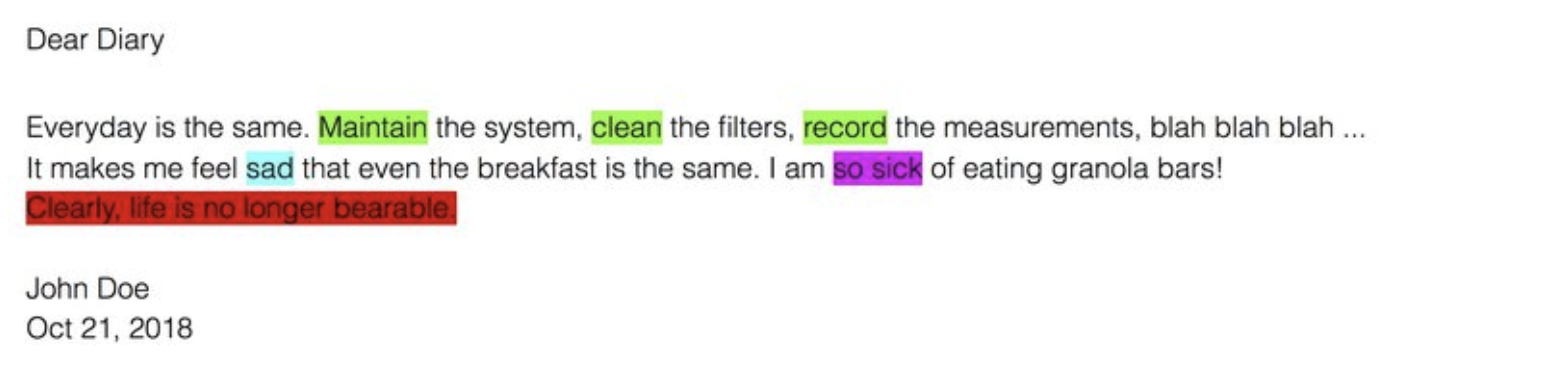 Dear Diary
Everyday is the same. Maintain the system, clean the filters, record the measurements, blah blah blah ...
It makes me feel sad that even the breakfast is the same. I am so sick of eating granola bars!
Clearly, life is no longer bearable.
John Doe
Oct 21, 2018